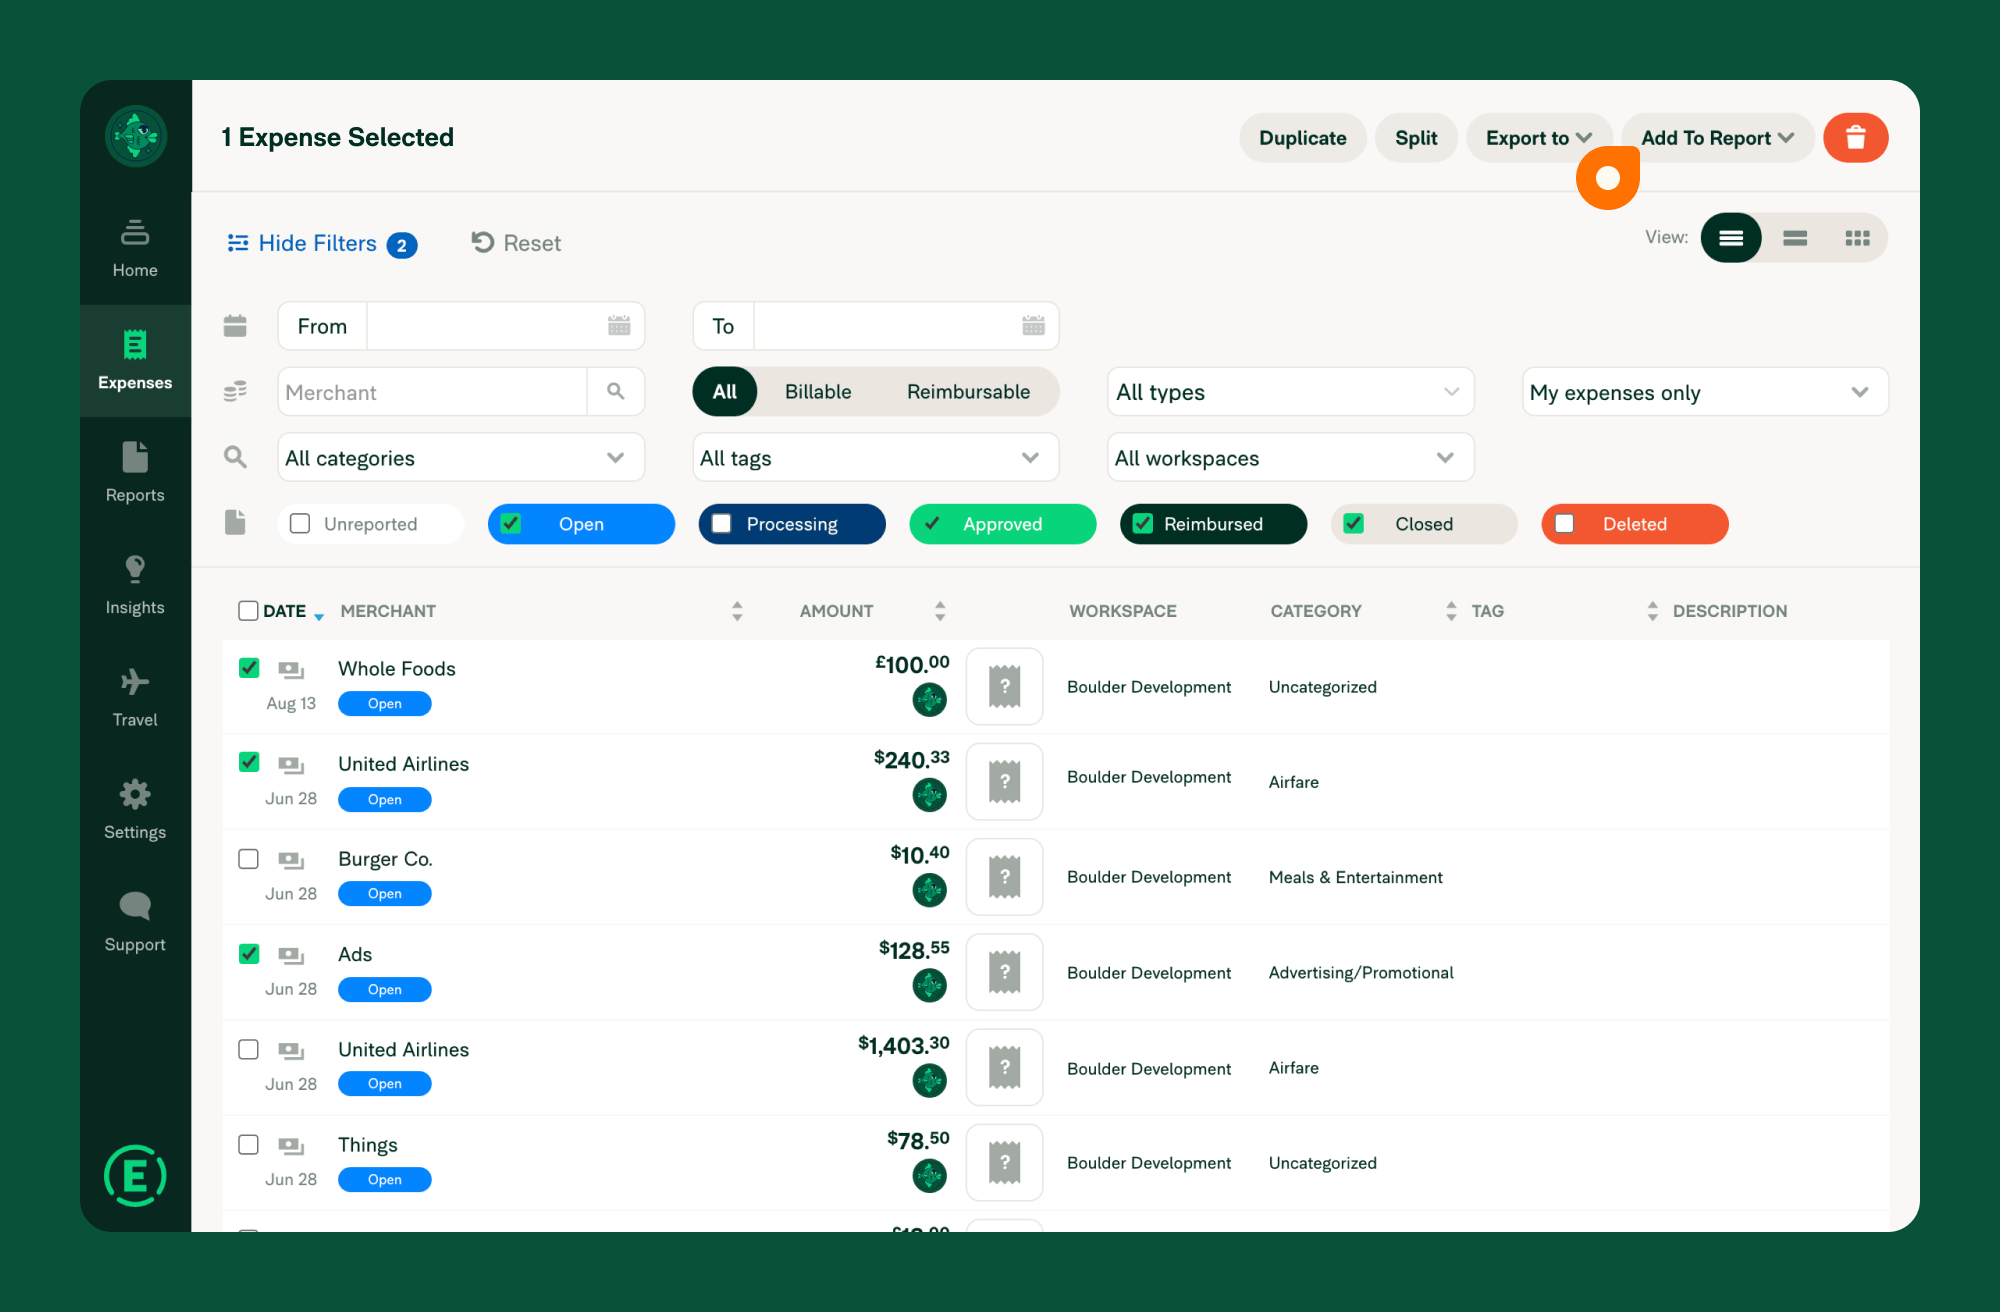 1 Expense Selected
Duplicate
Split
Export to
Add To Report
Home
Expenses
Reports
Insights
Travel
Settings
Support
E
Hide Filters 2
Reset
View:
From
To
Merchant
All
Billable
Reimbursable
All types
My expenses only
All categories
All tags
All workspaces
Unreported
Open
Processing
Approved
Reimbursed
Closed
Deleted
DATE MERCHANT AMOUNT WORKSPACE CATEGORY TAG DESCRIPTION
Whole Foods £100.00
Aug 13 Open ? Boulder Development Uncategorized
United Airlines $240.33
Jun 28 Open ? Boulder Development Airfare
Burger Co. $10.40
Jun 28 Open ? Boulder Development Meals & Entertainment
Ads $128.55
Jun 28 Open ? Boulder Development Advertising/Promotional
United Airlines $1,403.30
Jun 28 Open ? Boulder Development Airfare
Things $78.50
Jun 28 Open ? Boulder Development Uncategorized